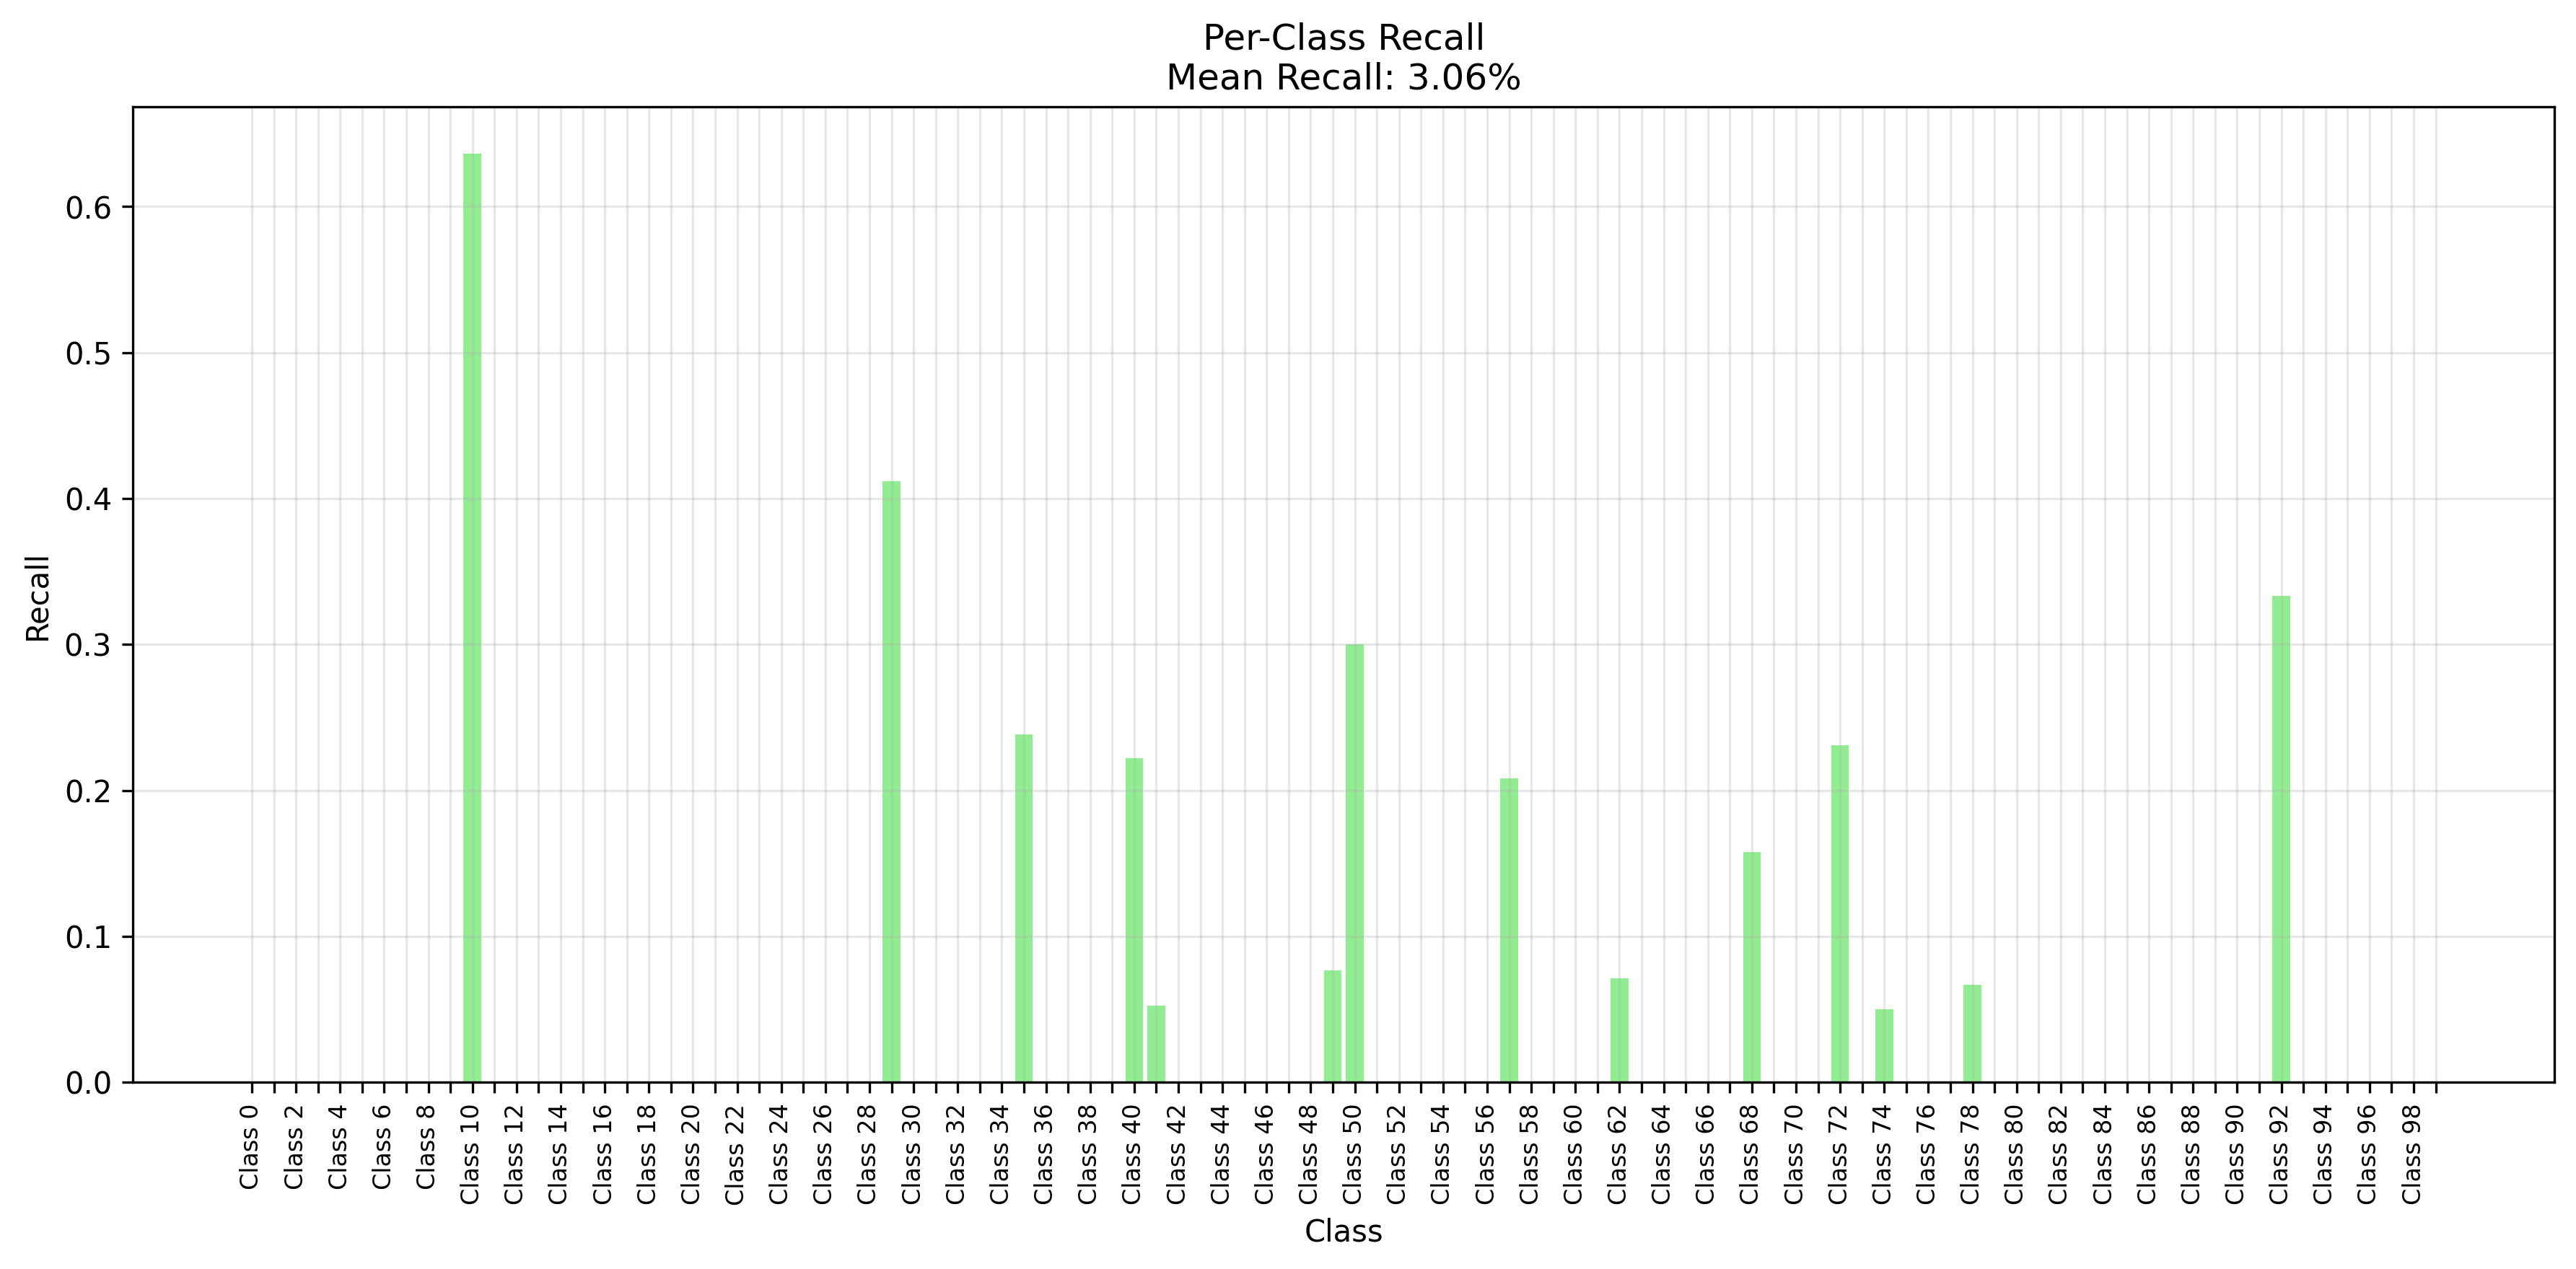 Per-Class Recall
Mean Recall: 3.06%
Recall
0.6
0.5
0.4
0.3
0.2
0.1
0.0
Class 0
Class 2
Class 4
Class 6
Class 8
Class 10
Class 12
Class 14
Class 16
Class 18
Class 20
Class 22
Class 24
Class 26
Class 28
Class 30
Class 32
Class 34
Class 36
Class 38
Class 40
Class 42
Class 44
Class 46
Class 48
Class 50
Class 52
Class 54
Class 56
Class 58
Class 60
Class 62
Class 64
Class 66
Class 68
Class 70
Class 72
Class 74
Class 76
Class 78
Class 80
Class 82
Class 84
Class 86
Class 88
Class 90
Class 92
Class 94
Class 96
Class 98
Class